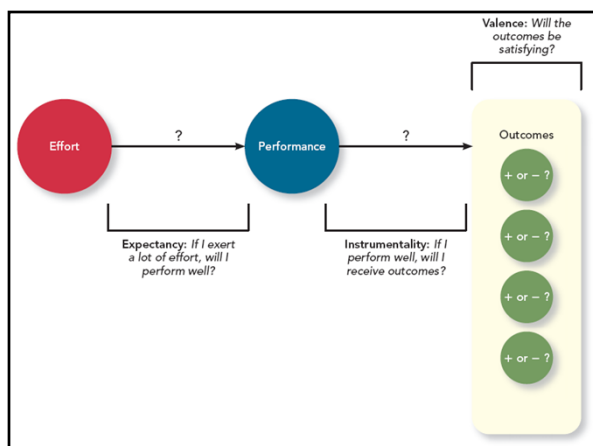 Valence: Will the
outcomes be
satisfying?
Effort
?
Performance
?
Outcomes
+ or – ?
+ or – ?
+ or – ?
+ or – ?
Expectancy: If I exert
a lot of effort, will I
perform well?
Instrumentality: If I
perform well, will I
receive outcomes?